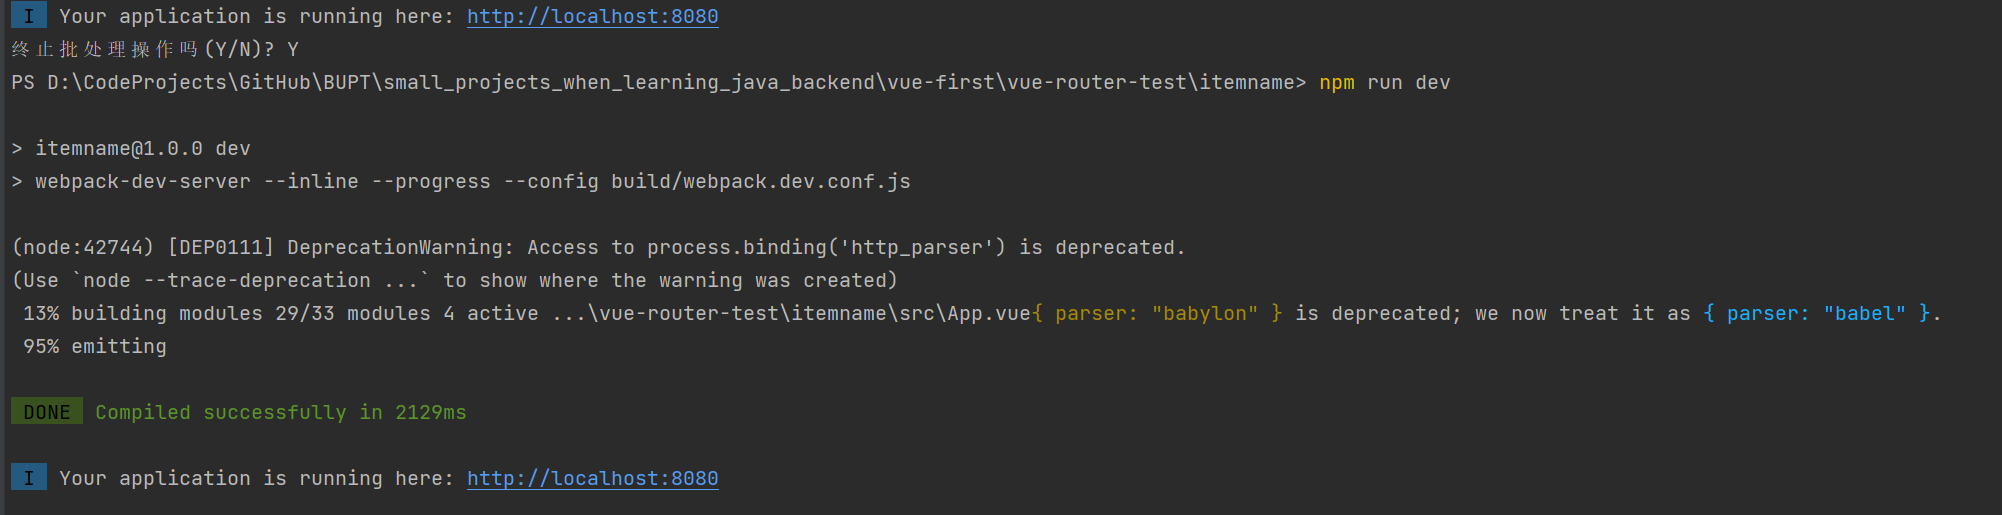 I Your application is running here: http://localhost:8080
终止批处理操作吗(Y/N)? Y
PS D:\CodeProjects\GitHub\BUPT\small_projects_when_learning_java_backend\vue-first\vue-router-test\itemname> npm run dev
> itemname@1.0.0 dev
> webpack-dev-server --inline --progress --config build/webpack.dev.conf.js
(node:42744) [DEP0111] DeprecationWarning: Access to process.binding('http_parser') is deprecated.
(Use `node --trace-deprecation ...` to show where the warning was created)
13% building modules 29/33 modules 4 active ...\vue-router-test\itemname\src\App.vue{ parser: "babylon" } is deprecated; we now treat it as { parser: "babel" }.
95% emitting
DONE Compiled successfully in 2129ms
I Your application is running here: http://localhost:8080